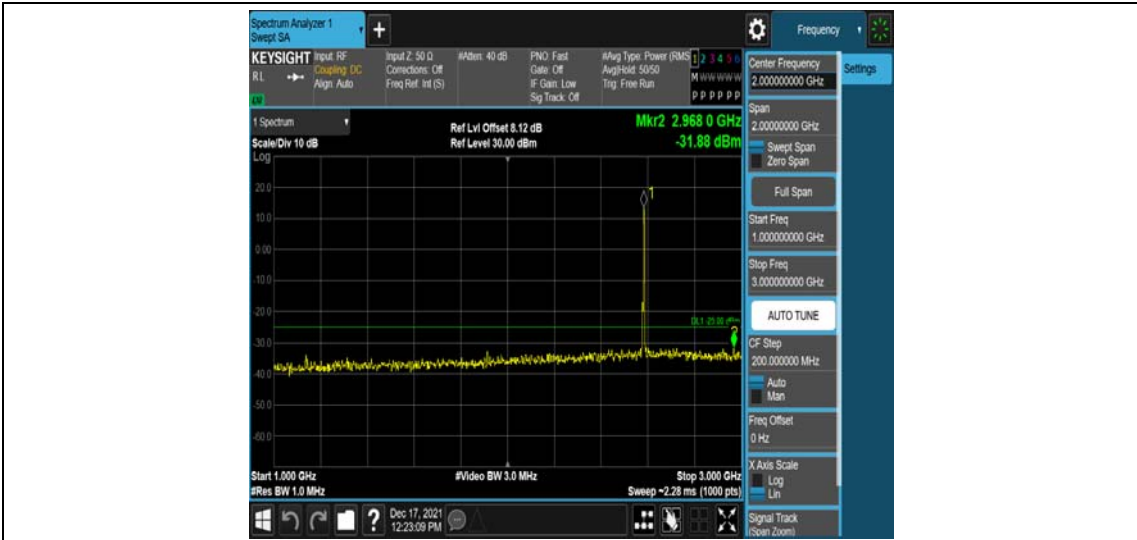 Spectrum Analyzer 1
Swept SA
+
Frequency
KEYSIGHT
RL
Input: RF
Coupling: DC
Align: Auto
Input Z: 50 Ω
Corrections: Off
Freq Ref: Int (S)
#Atten: 40 dB
PNO: Fast
Gate: Off
IF Gain: Low
Sig Track: Off
#Avg Type: Power (RMS
Avg|Hold: 50/50
Trig: Free Run
1 2 3 4 5 6
M W W W W W
P P P P P P
1 Spectrum
Scale/Div 10 dB
Log
Ref Lvl Offset 8.12 dB
Ref Level 30.00 dBm
Mkr2 2.968 0 GHz
-31.88 dBm
20.0
10.0
0.00
-10.0
-20.0
-30.0
-40.0
-50.0
-60.0
1
DL1 -25.00 dBm
2
Start 1.000 GHz
#Res BW 1.0 MHz
#Video BW 3.0 MHz
Stop 3.000 GHz
Sweep ~2.28 ms (1000 pts)
?
Dec 17, 2021
12:23:09 PM
Center Frequency
2.000000000 GHz
Settings
Span
2.00000000 GHz
Swept Span
Zero Span
Full Span
Start Freq
1.000000000 GHz
Stop Freq
3.000000000 GHz
AUTO TUNE
CF Step
200.000000 MHz
Auto
Man
Freq Offset
0 Hz
X Axis Scale
Log
Lin
Signal Track
(Span Zoom)